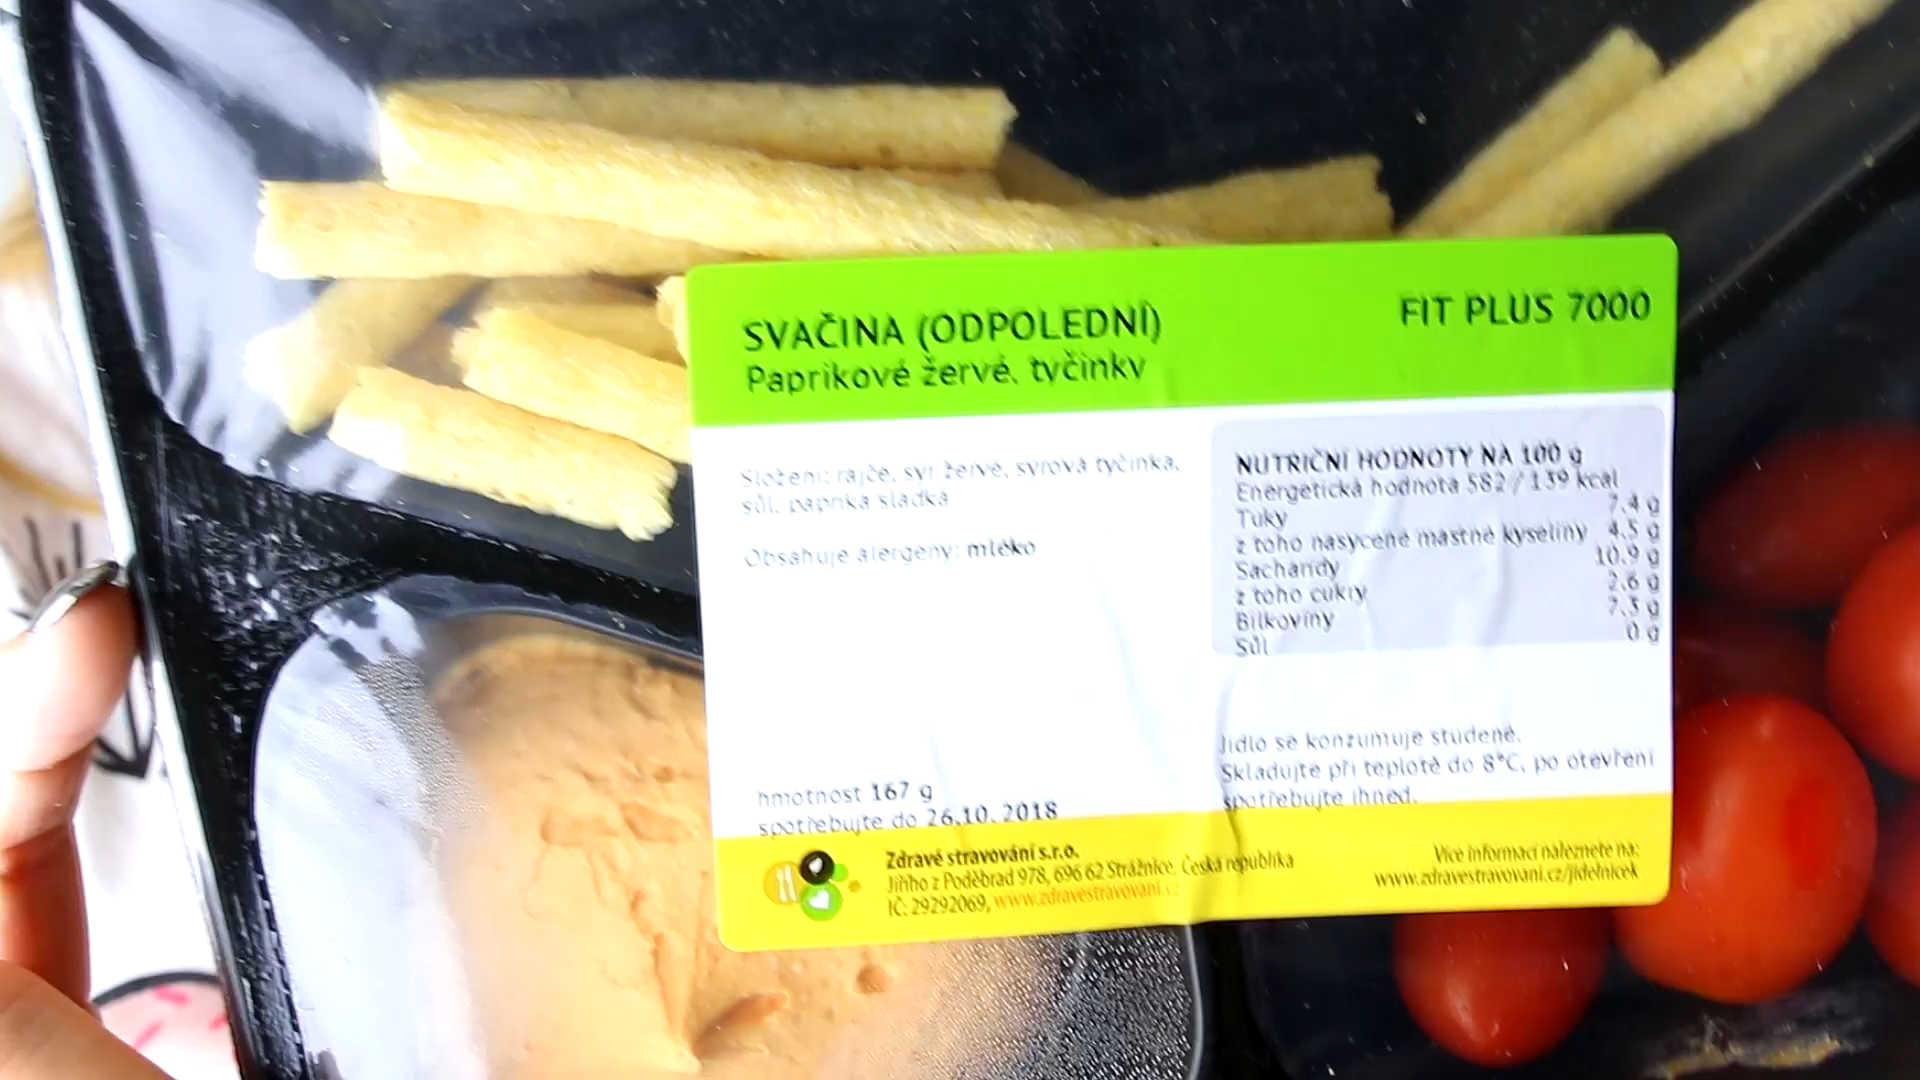 SVAČINA (ODPOLEDNÍ)
FIT PLUS 7000
Paprikové žervé, tyčinky
Složení: rajče, sýr žervé, sýrová tyčinka,
sůl, paprika sladká
Obsahuje alergeny: mléko
NUTRIČNÍ HODNOTY NA 100 g
Energetická hodnota 582 / 139 kcal
Tuky 7.4 g
z toho nasycené mastné kyseliny 4.5 g
Sacharidy 10.9 g
z toho cukry 2.6 g
Bílkoviny 7.3 g
Sůl 0 g
hmotnost 167 g
spotřebujte do 26.10. 2018
Jídlo se konzumuje studené.
Skladujte při teplotě do 8°C, po otevření
spotřebujte ihned.
Zdravé stravování s.r.o.
Jiřího z Poděbrad 978, 696 62 Strážnice, Česká republika
IČ: 29292069, www.zdravestravovani.cz
Více informací naleznete na:
www.zdravestravovani.cz/jidelnicek